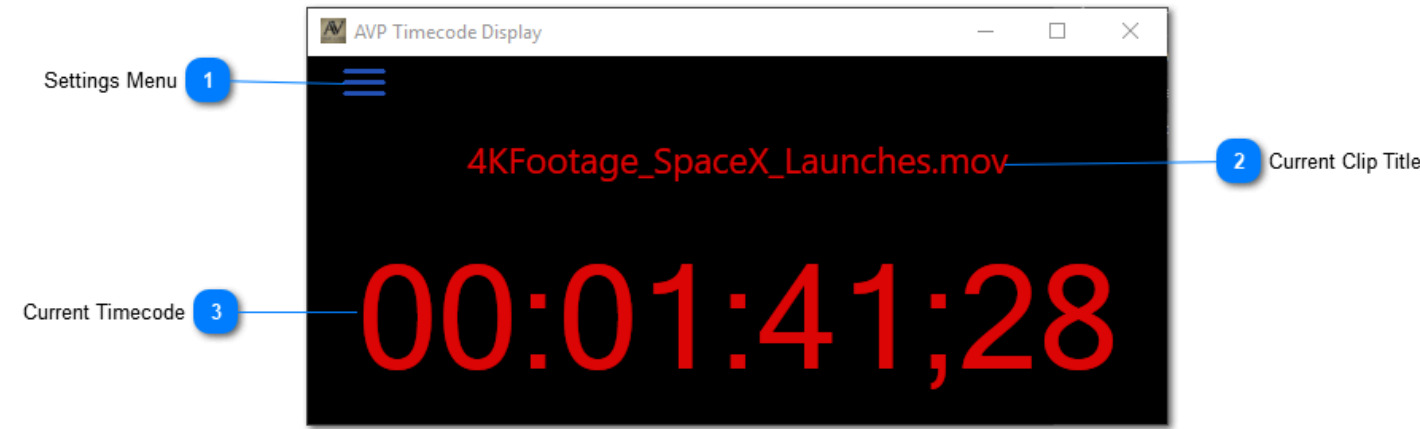 AVP Timecode Display
Settings Menu 1
4KFootage_SpaceX_Launches.mov
2 Current Clip Title
Current Timecode 3
00:01:41;28